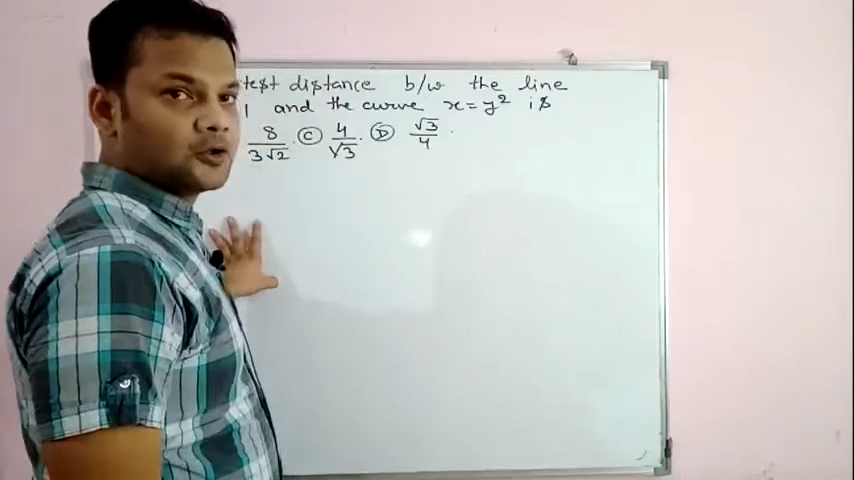 test distance b/w the line
1 and the curve x = y² is
8/3√2 . Ⓒ 4/√3 . Ⓓ √3/4 .